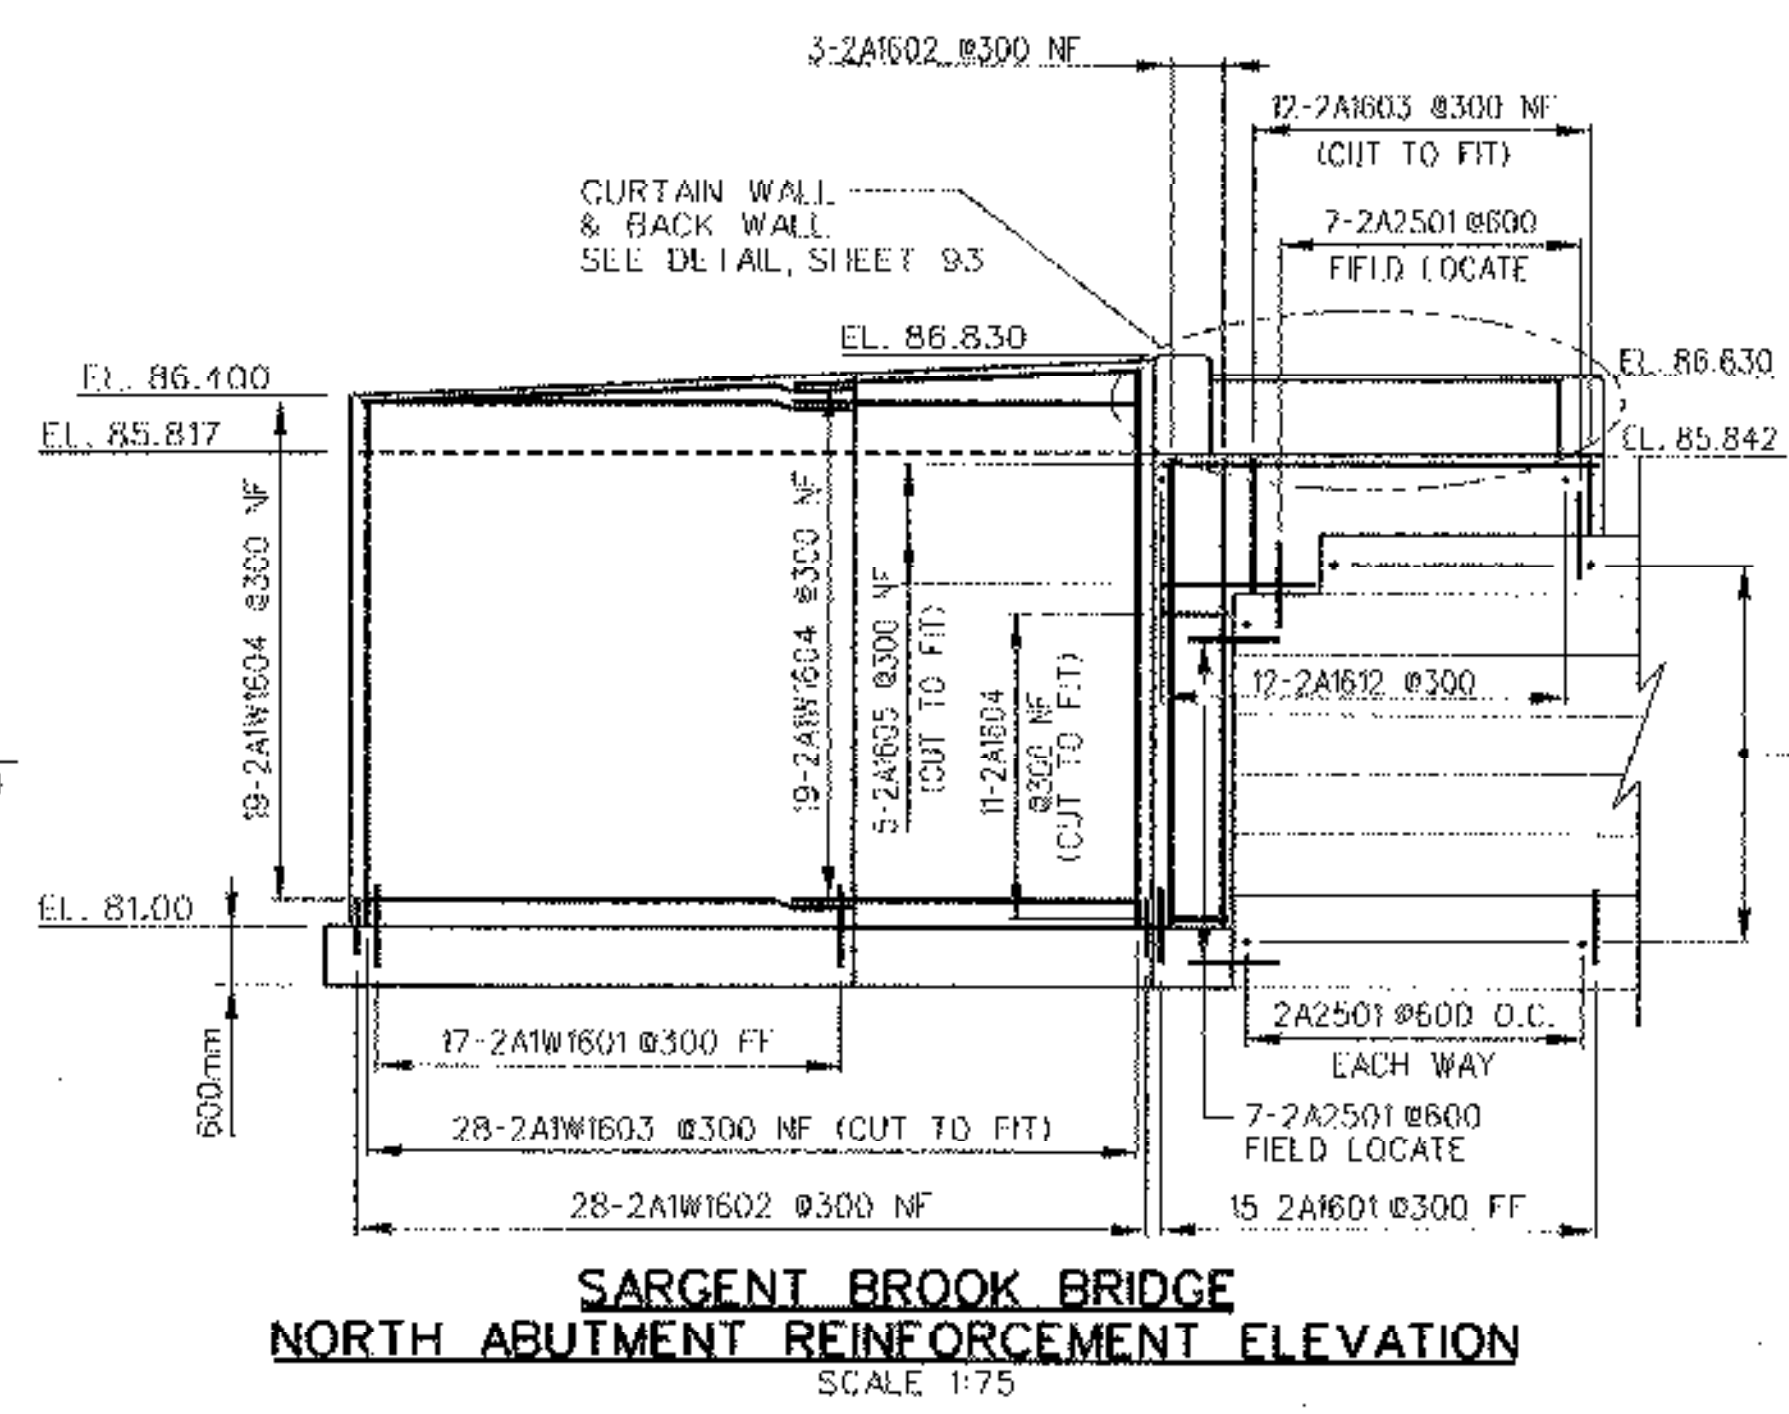 3-2A1602 @300 NF
12-2A1603 @300 NF
(CUT TO FIT)
CURTAIN WALL
& BACK WALL
SEE DETAIL, SHEET 93
7-2A2501 @600
FIELD LOCATE
EL. 86.830
EL. 86.400
EL. 86.830
EL. 85.817
EL. 85.842
19-2A1W1604 @300 NF
19-2A1W1604 @300 NF
5-2A1605 @300 NF
(CUT TO FIT)
11-2A1604
@300 NF
(CUT TO FIT)
12-2A1612 @300
EL. 81.00
600mm
2A2501 @600 O.C.
EACH WAY
17-2A1W1601 @300 FF
7-2A2501 @600
FIELD LOCATE
28-2A1W1603 @300 NF (CUT TO FIT)
28-2A1W1602 @300 NF
15 2A1601 @300 FF
SARGENT BROOK BRIDGE
NORTH ABUTMENT REINFORCEMENT ELEVATION
SCALE 1:75